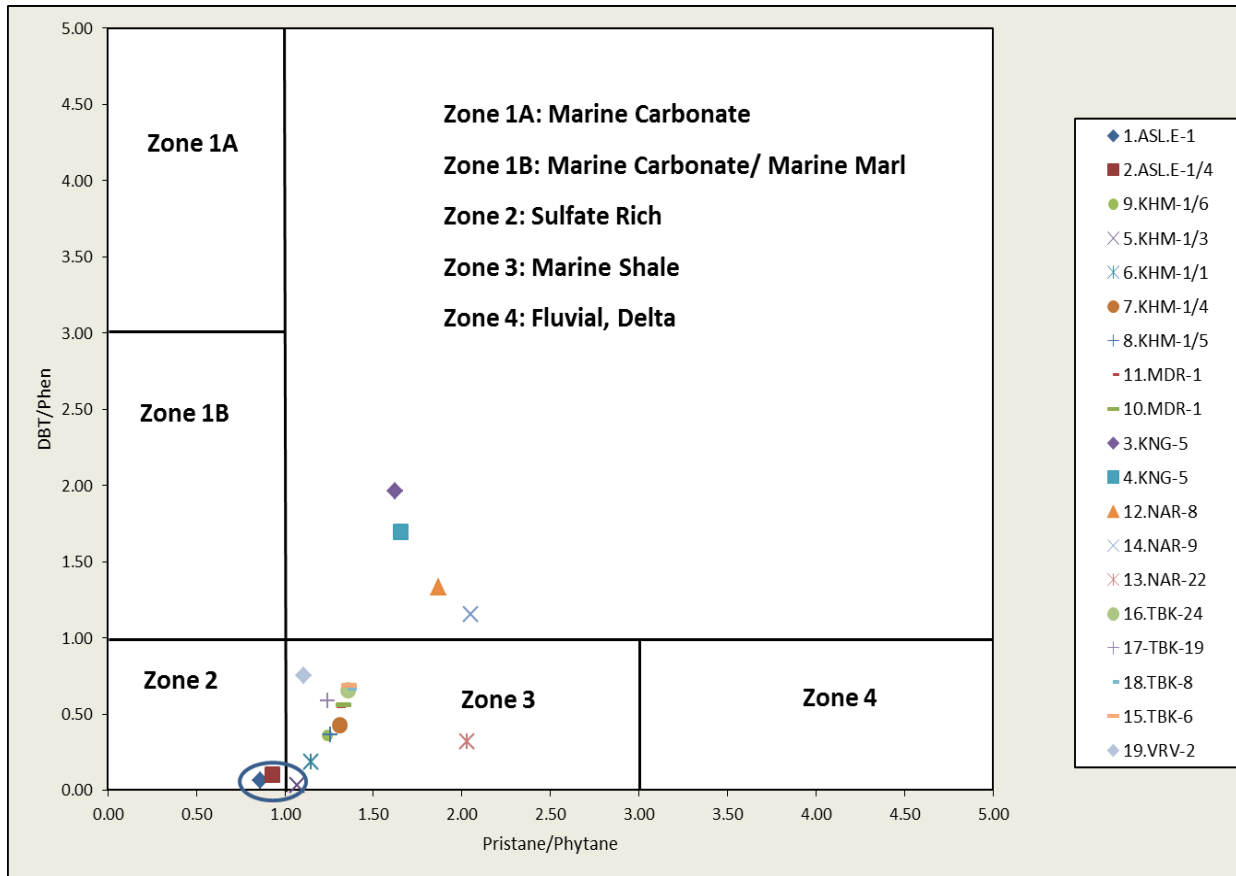 5.00
4.50
4.00
3.50
3.00
2.50
2.00
1.50
1.00
0.50
0.00
DBT/Phen
Zone 1A
Zone 1B
Zone 2
Zone 3
Zone 4
Zone 1A: Marine Carbonate
Zone 1B: Marine Carbonate/ Marine Marl
Zone 2: Sulfate Rich
Zone 3: Marine Shale
Zone 4: Fluvial, Delta
0.00 0.50 1.00 1.50 2.00 2.50 3.00 3.50 4.00 4.50 5.00
Pristane/Phytane
1.ASL.E-1
2.ASL.E-1/4
9.KHM-1/6
5.KHM-1/3
6.KHM-1/1
7.KHM-1/4
8.KHM-1/5
11.MDR-1
10.MDR-1
3.KNG-5
4.KNG-5
12.NAR-8
14.NAR-9
13.NAR-22
16.TBK-24
17-TBK-19
18.TBK-8
15.TBK-6
19.VRV-2